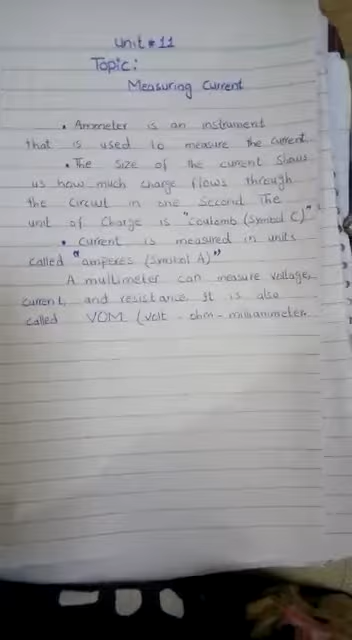 Unit # 11
Topic:
Measuring Current
• Ammeter is an instrument
that is used to measure the current.
• The Size of the current Shows
us how much charge flows through
the Circuit in one Second The
unit of Charge is "coulomb (Symbol C)"
• Current is measured in units
called "amperes (Symbol A)"
A multimeter can measure voltage,
current, and resistance. It is also
called VOM (volt - ohm - milliammeter.